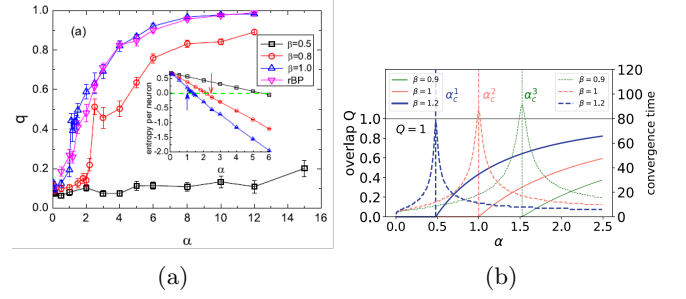 (a)
β=0.5
β=0.8
β=1.0
rBP
q
1.0
0.8
0.6
0.4
0.2
0.0
0 2 4 6 8 10 12 14 16
α
entropy per neuron
0.5
0.0
-0.5
-1.0
-1.5
-2.0
0 1 2 3 4 5 6
α
(a)
β = 0.9
β = 1
β = 1.2
α_c^1
α_c^2
α_c^3
β = 0.9
β = 1
β = 1.2
Q = 1
overlap Q
1.0
0.8
0.6
0.4
0.2
0.0
0.0 0.5 1.0 1.5 2.0 2.5
α
120
100
80
60
40
20
0
convergence time
(b)